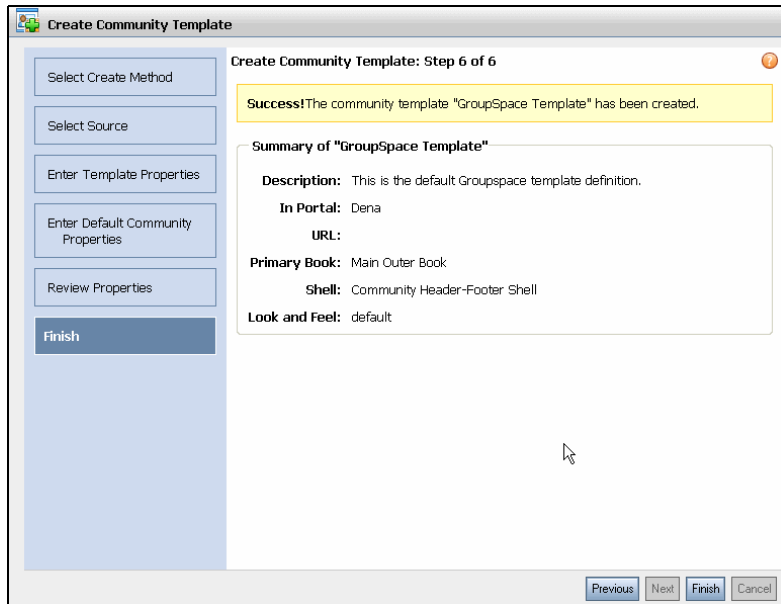 Create Community Template
Select Create Method
Select Source
Enter Template Properties
Enter Default Community
Properties
Review Properties
Finish
Create Community Template: Step 6 of 6
?
Success!The community template "GroupSpace Template" has been created.
Summary of "GroupSpace Template"
Description: This is the default Groupspace template definition.
In Portal: Dena
URL:
Primary Book: Main Outer Book
Shell: Community Header-Footer Shell
Look and Feel: default
Previous Next Finish Cancel